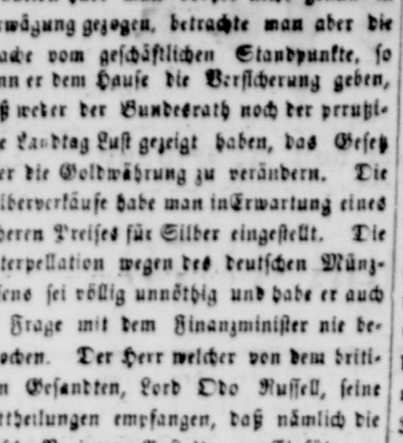 rwägung gezogen, betrachte man aber die
ache vom geschäftlichen Standpunkte, so
nn er dem Hause die Versicherung geben,
ß weder der Bundesrath noch der preußi-
e Landtag Lust gezeigt haben, das Gesetz
er die Goldwährung zu verändern. Die
ilberverkäufe habe man in Erwartung eines
heren Preises für Silber eingestellt. Die
terpellation wegen des deutschen Münz-
sens sei völlig unnöthig und habe er auch
Frage mit dem Finanzminister nie be-
ochen. Der Herr welcher von dem briti-
n Gesandten, Lord Odo Russell, seine
ttheilungen empfangen, daß nämlich die